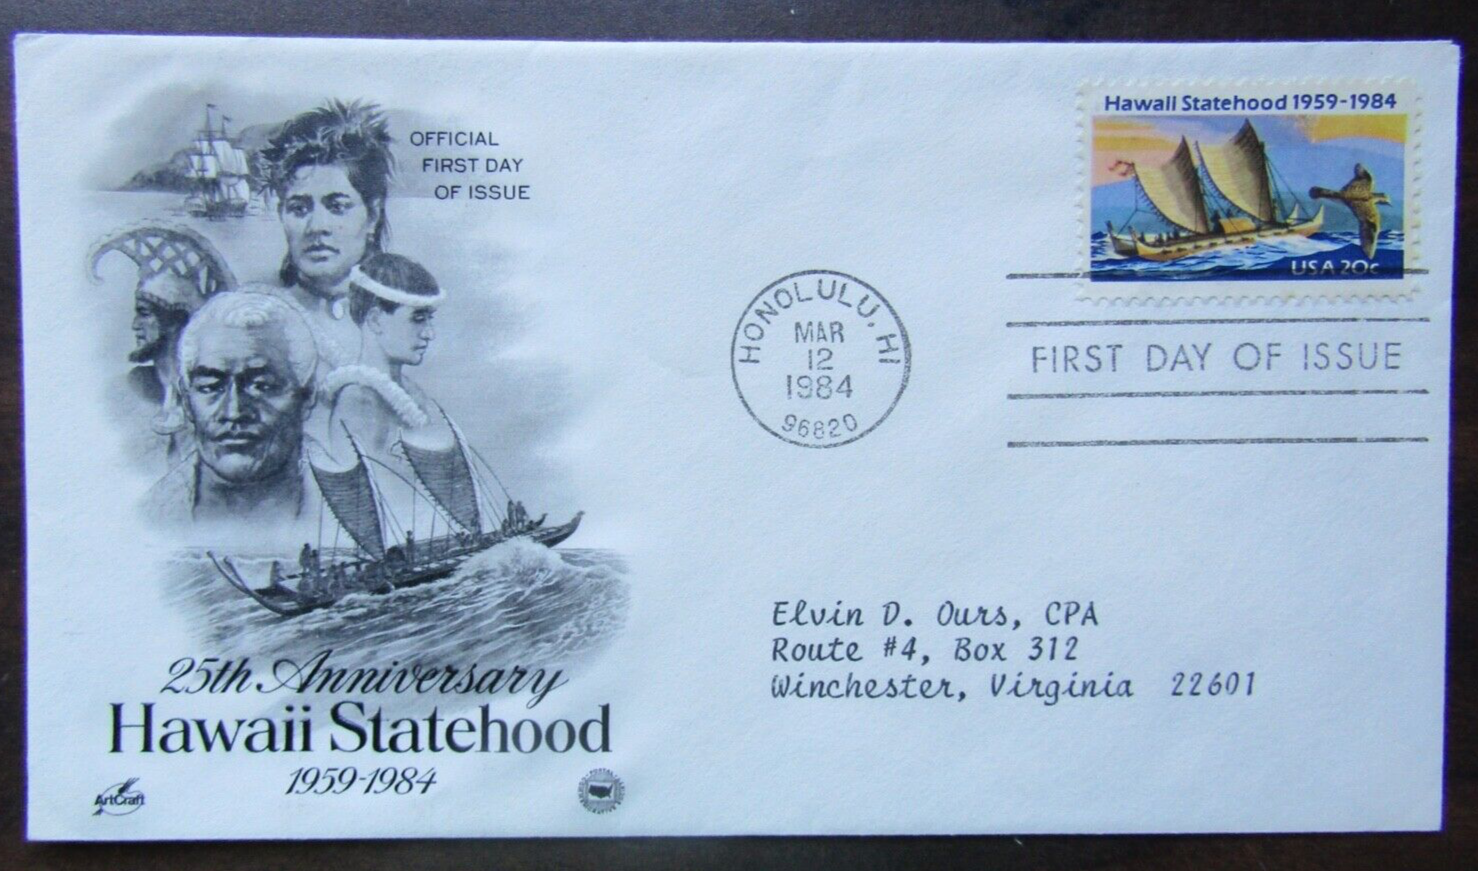 OFFICIAL
FIRST DAY
OF ISSUE
Hawaii Statehood 1959-1984
USA 20c
HONOLULU, HI
MAR
12
1984
96820
FIRST DAY OF ISSUE
Elvin D. Ours, CPA
Route #4, Box 312
Winchester, Virginia 22601
25th Anniversary
Hawaii Statehood
1959-1984
ArtCraft